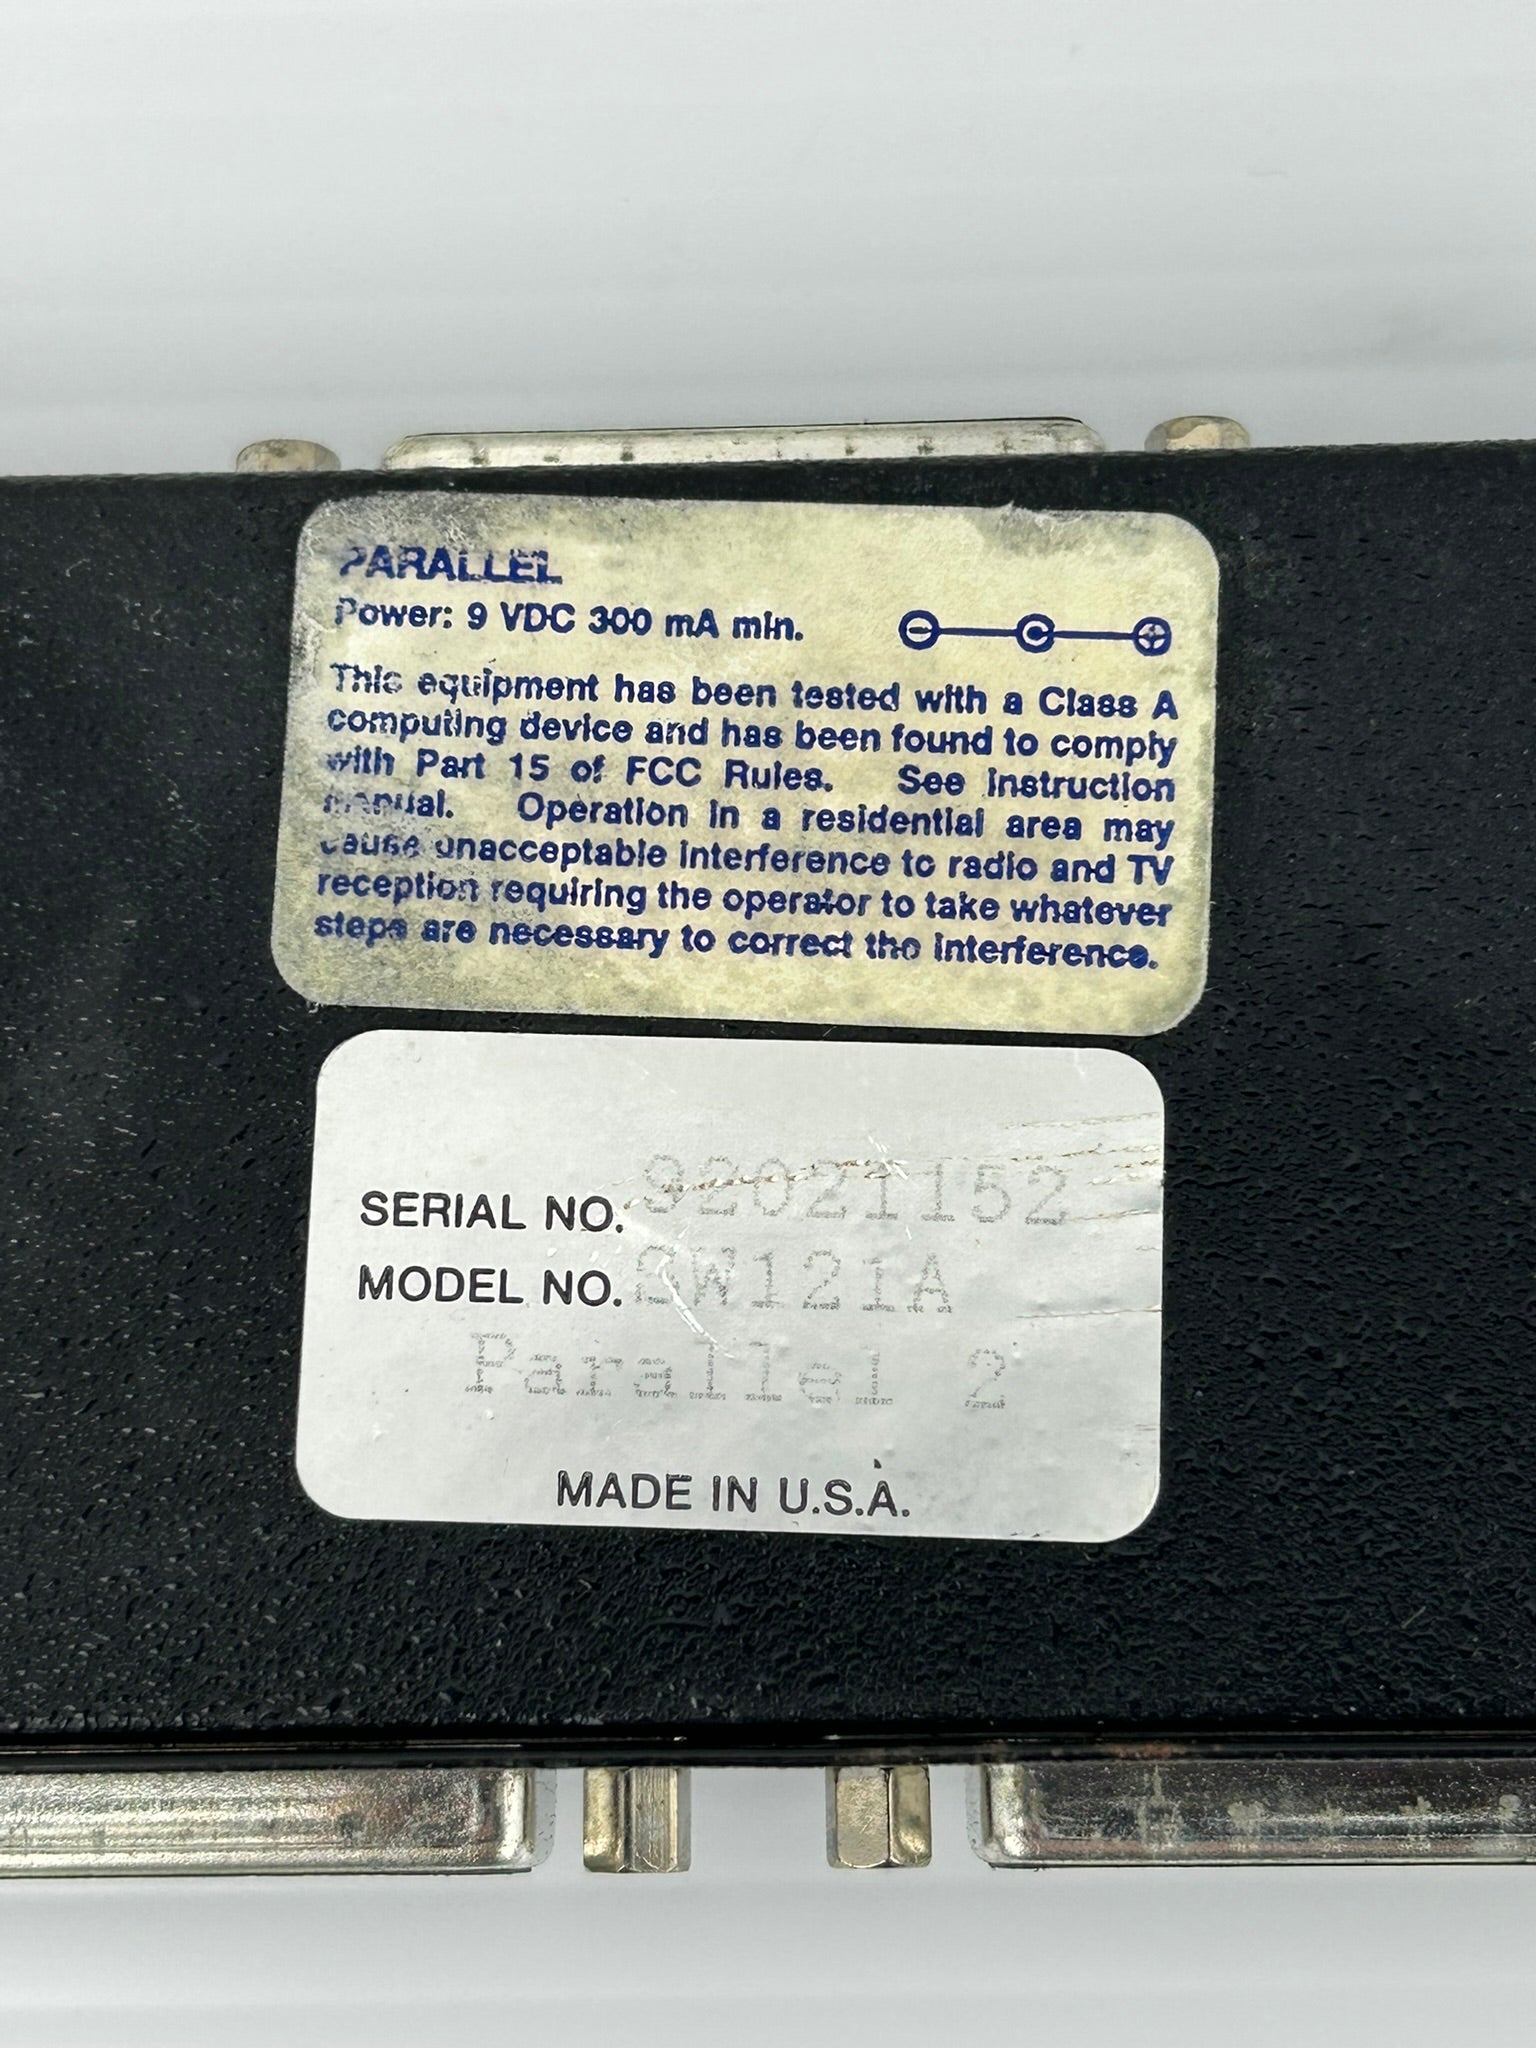 PARALLEL
Power: 9 VDC 300 mA min.
This equipment has been tested with a Class A
computing device and has been found to comply
with Part 15 of FCC Rules. See instruction
manual. Operation in a residential area may
cause unacceptable interference to radio and TV
reception requiring the operator to take whatever
steps are necessary to correct the interference.
SERIAL NO. 92021152
MODEL NO. SW121A
Parallel 2
MADE IN U.S.A.